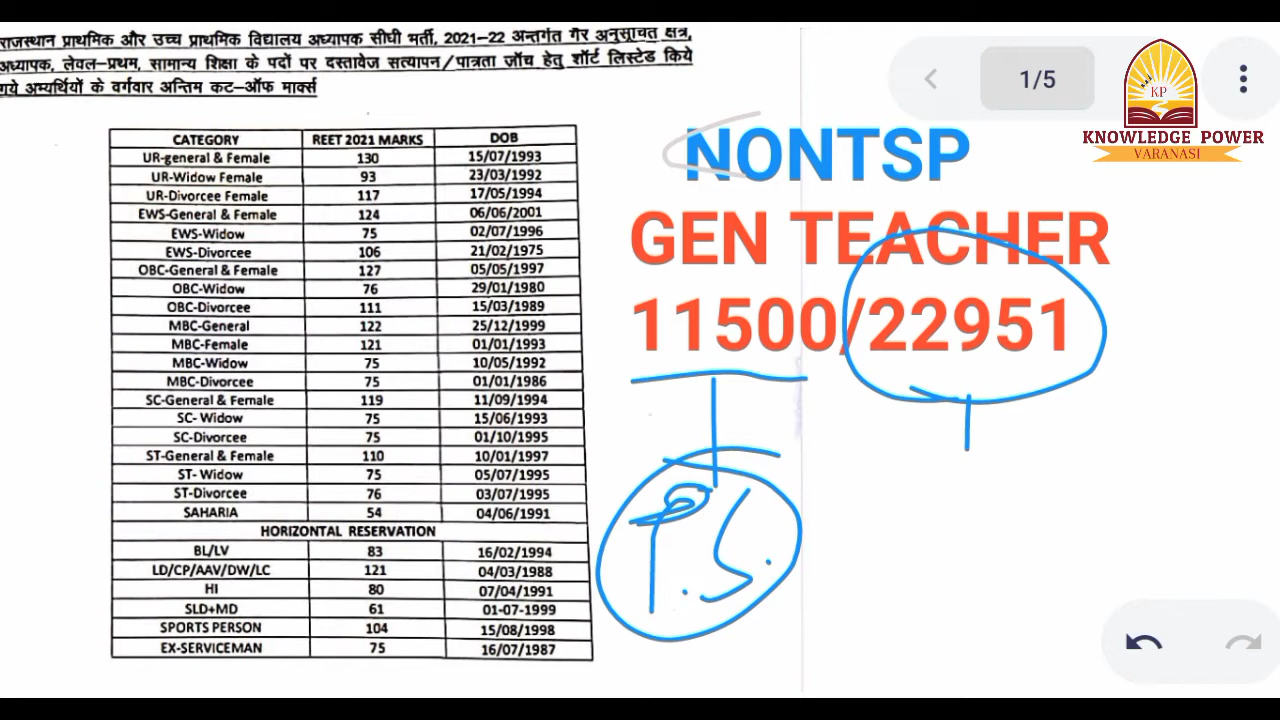 राजस्थान प्राथमिक और उच्च प्राथमिक विद्यालय अध्यापक सीधी भर्ती, 2021-22 अन्तर्गत गैर अनुसूचित क्षेत्र,
अध्यापक, लेवल-प्रथम, सामान्य शिक्षा के पदों पर दस्तावेज सत्यापन/पात्रता जॉच हेतु शॉर्ट लिस्टेड किये
गये अभ्यर्थियों के वर्गवार अन्तिम कट-ऑफ मार्क्स
CATEGORY REET 2021 MARKS DOB
UR-general & Female 130 15/07/1993
UR-Widow Female 93 23/03/1992
UR-Divorcee Female 117 17/05/1994
EWS-General & Female 124 06/06/2001
EWS-Widow 75 02/07/1996
EWS-Divorcee 106 21/02/1975
OBC-General & Female 127 05/05/1997
OBC-Widow 76 29/01/1980
OBC-Divorcee 111 15/03/1989
MBC-General 122 25/12/1999
MBC-Female 121 01/01/1993
MBC-Widow 75 10/05/1992
MBC-Divorcee 75 01/01/1986
SC-General & Female 119 11/09/1994
SC- Widow 75 15/06/1993
SC-Divorcee 75 01/10/1995
ST-General & Female 110 10/01/1997
ST- Widow 75 05/07/1995
ST-Divorcee 76 03/07/1995
SAHARIA 54 04/06/1991
HORIZONTAL RESERVATION
BL/LV 83 16/02/1994
LD/CP/AAV/DW/LC 121 04/03/1988
HI 80 07/04/1991
SLD+MD 61 01-07-1999
SPORTS PERSON 104 15/08/1998
EX-SERVICEMAN 75 16/07/1987
1/5
KP
KNOWLEDGE POWER
VARANASI
NONTSP
GEN TEACHER
11500/22951
P.S.